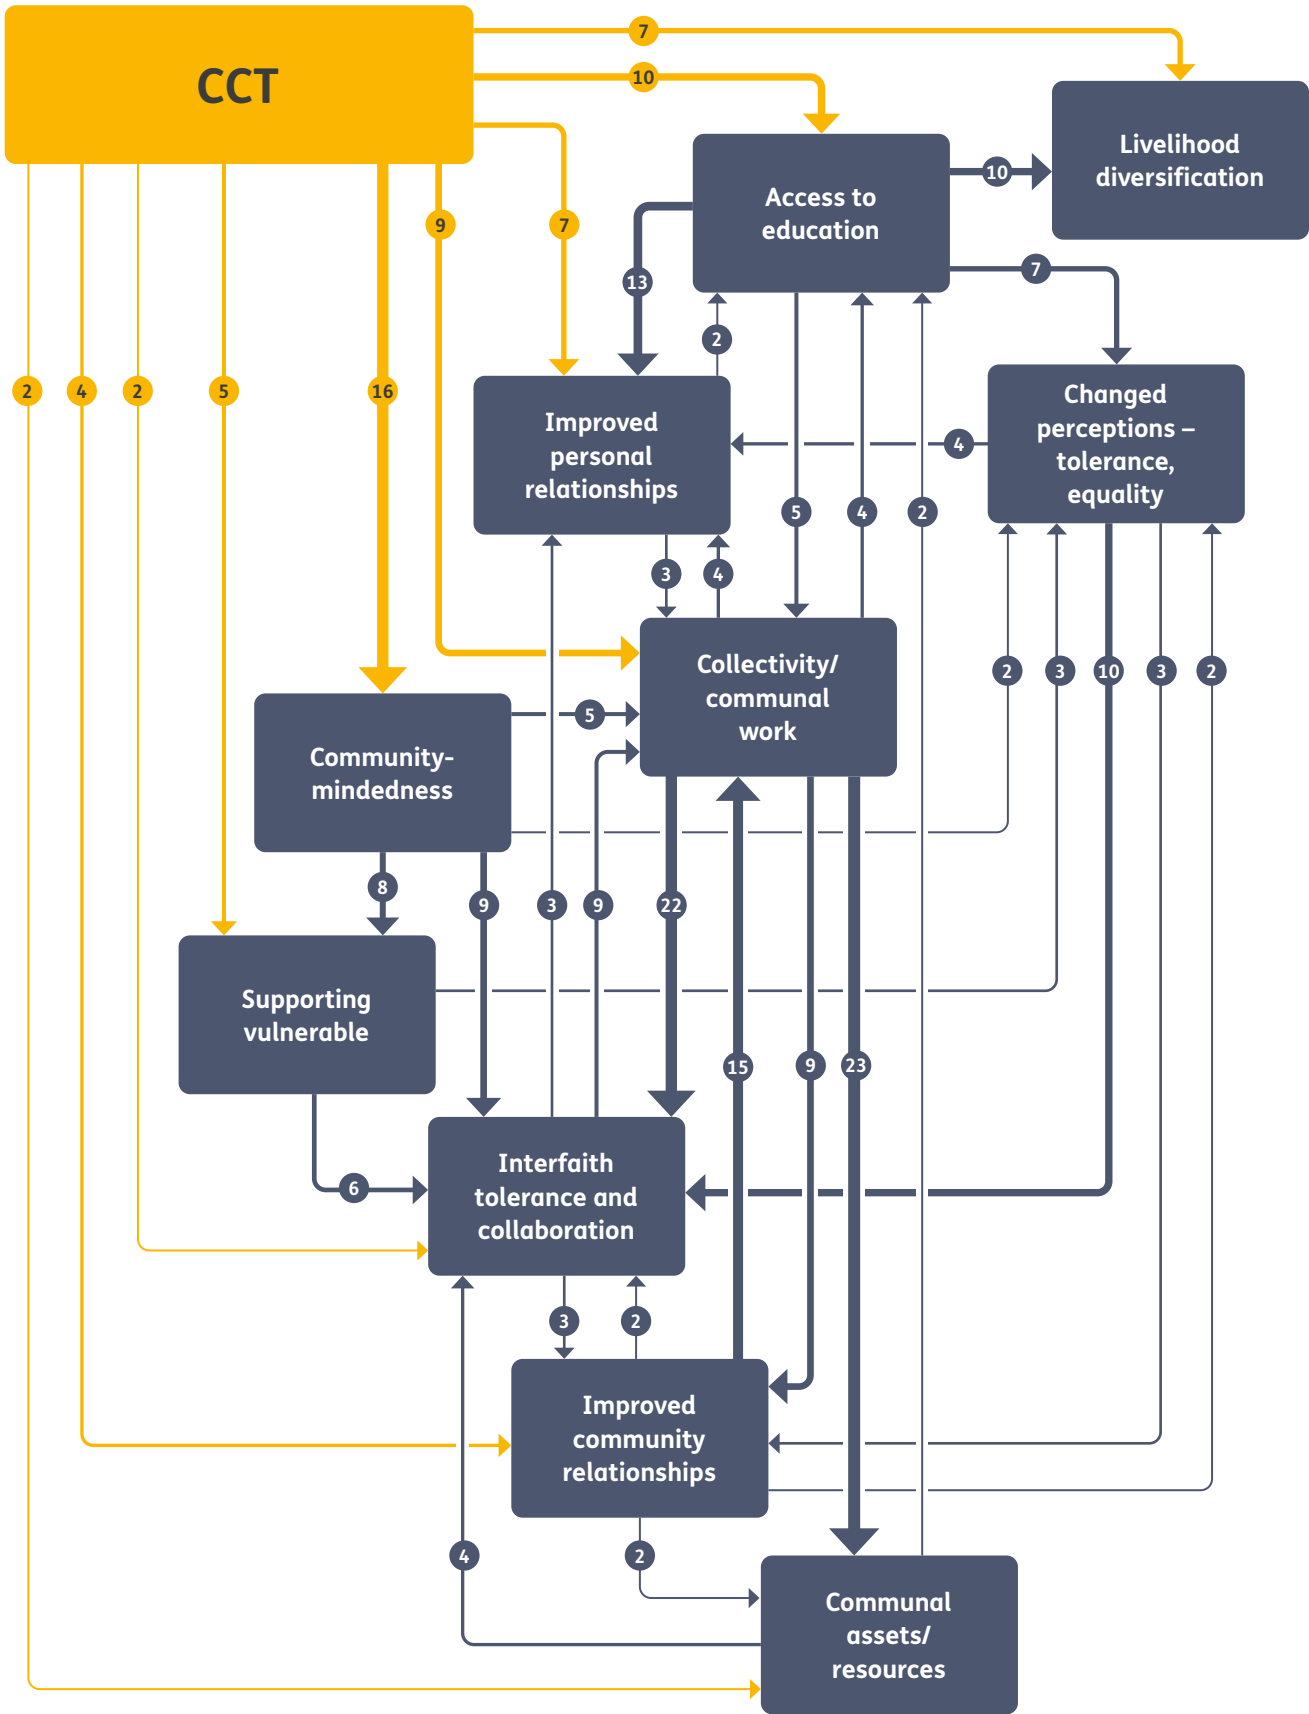 7
CCT
10
Livelihood
diversification
Access to
education
10
9
7
13
7
2
2
4
2
5
16
Improved
personal
relationships
Changed
perceptions –
tolerance,
equality
4
5
4
2
3
4
Collectivity/
communal
work
2
3
10
3
2
5
Community-
mindedness
8
9
3
9
22
Supporting
vulnerable
15
9
23
6
Interfaith
tolerance and
collaboration
3
2
Improved
community
relationships
4
2
Communal
assets/
resources